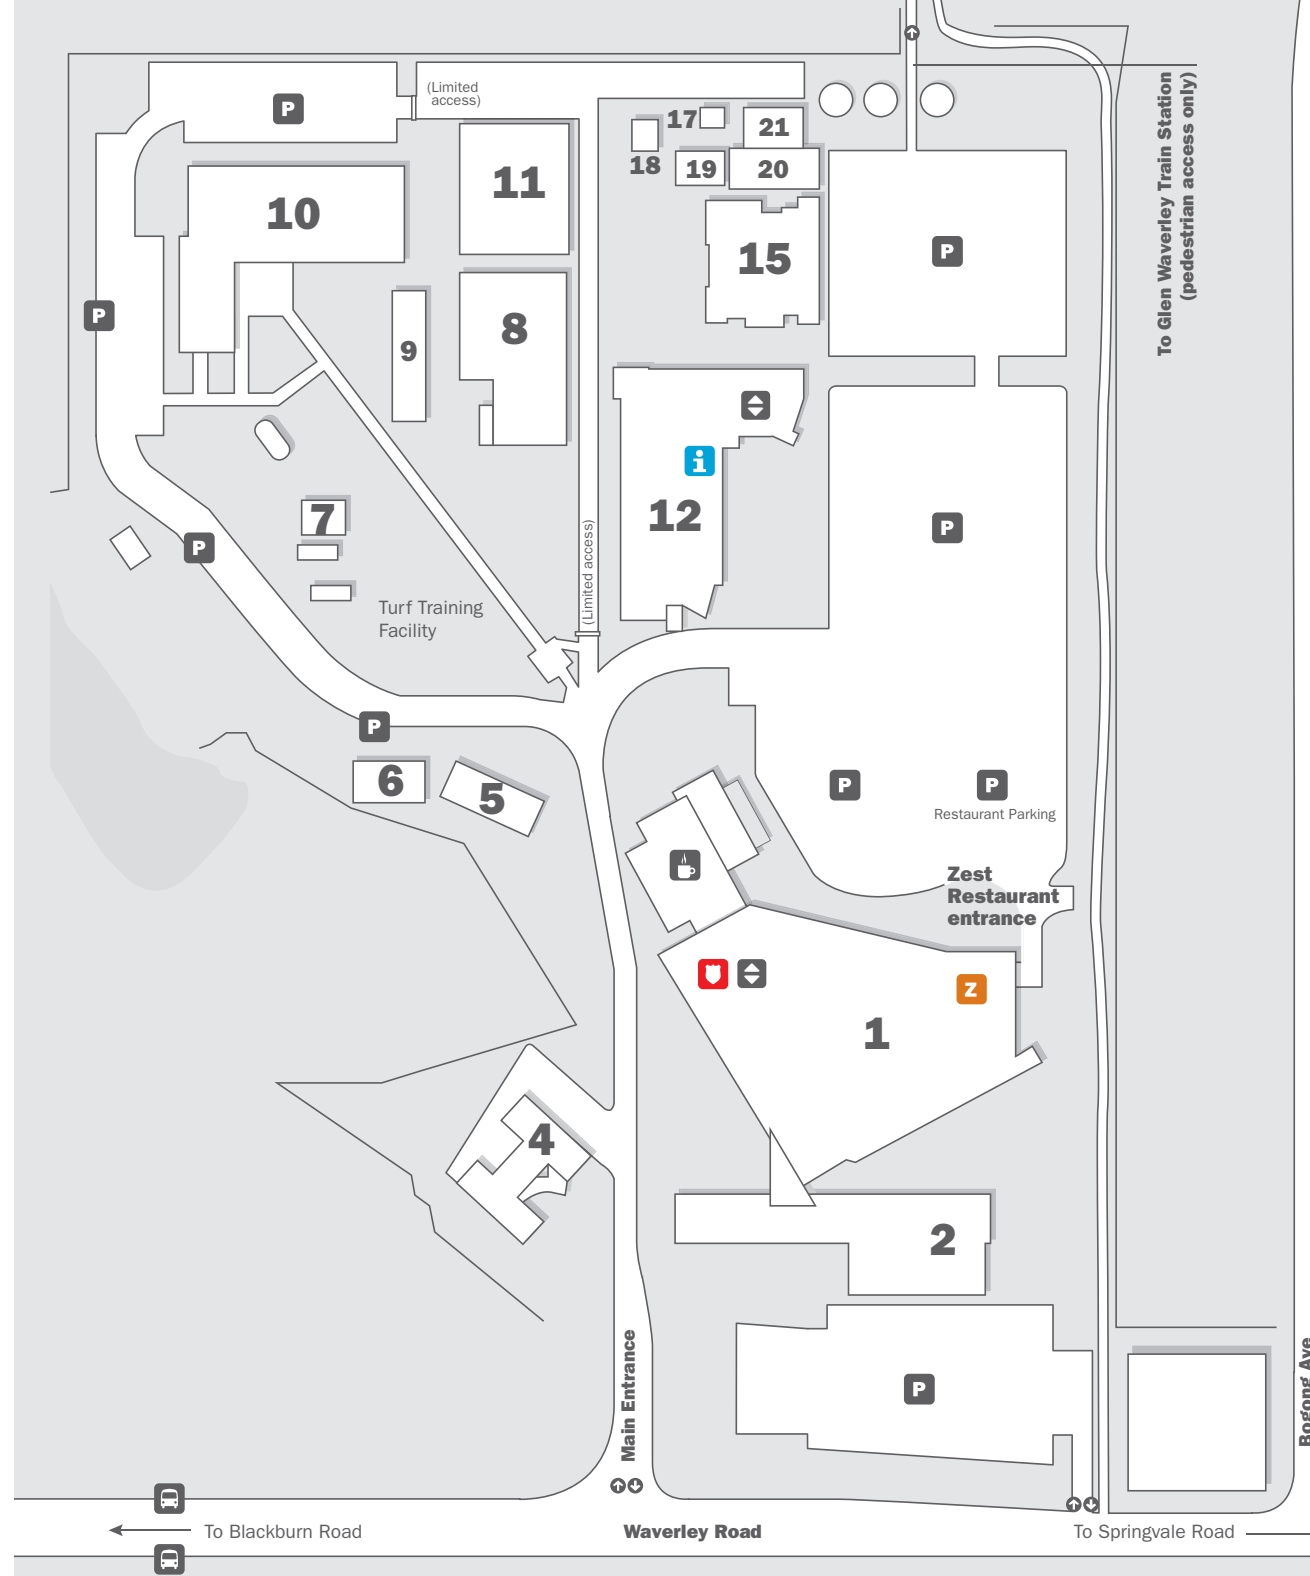 (Limited
access)
P
17
21
18
19
20
11
10
15
P
To Glen Waverley Train Station
(pedestrian access only)
P
9
8
i
12
P
7
P
(Limited access)
Turf Training
Facility
P
6
5
P
P
Restaurant Parking
Zest
Restaurant
entrance
Z
1
4
2
Main Entrance
P
Bogong Ave
To Blackburn Road
Waverley Road
To Springvale Road